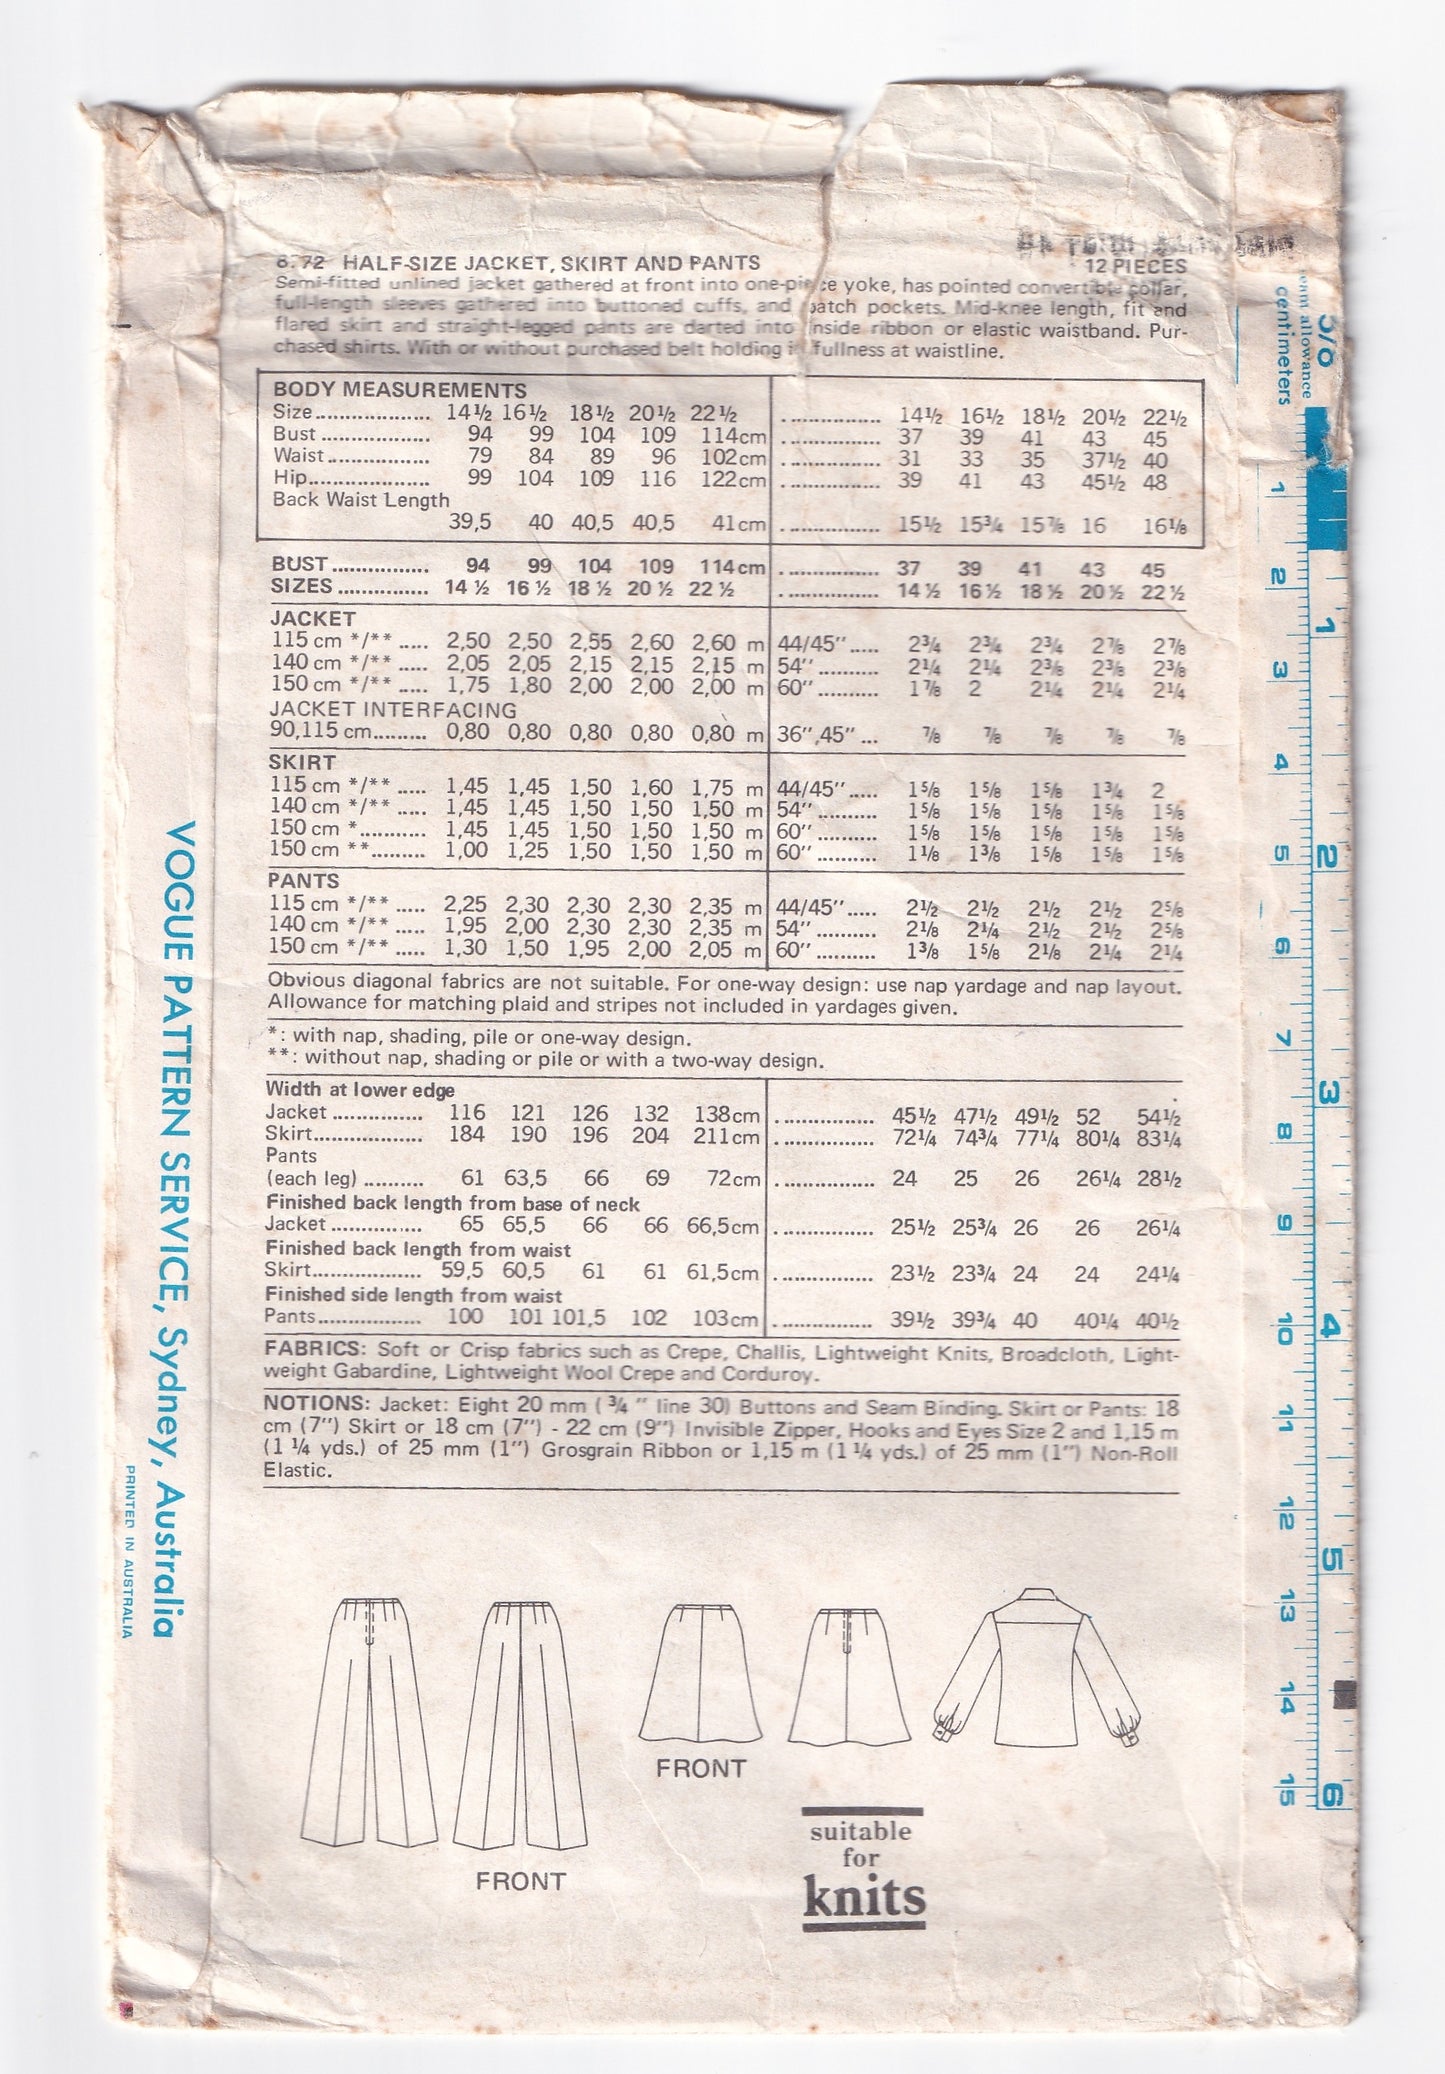 HALF-SIZE JACKET, SKIRT AND PANTS
12 PIECES
Semi-fitted unlined jacket gathered at front into one-piece yoke, has pointed convertible collar,
full-length sleeves gathered into buttoned cuffs, and patch pockets. Mid-knee length, fit and
flared skirt and straight-legged pants are darted into inside ribbon or elastic waistband. Pur-
chased shirts. With or without purchased belt holding in fullness at waistline.
BODY MEASUREMENTS
Size................... 14½ 16½ 18½ 20½ 22½ ................. 14½ 16½ 18½ 20½ 22½
Bust .................. 94 99 104 109 114cm ................. 37 39 41 43 45
Waist................. 79 84 89 96 102cm ................. 31 33 35 37½ 40
Hip.................... 99 104 109 116 122cm ................. 39 41 43 45½ 48
Back Waist Length
39,5 40 40,5 40,5 41cm ................. 15½ 15¾ 15⅞ 16 16⅛
BUST ................ 94 99 104 109 114cm ................. 37 39 41 43 45
SIZES ............... 14 ½ 16 ½ 18 ½ 20 ½ 22 ½ ................. 14 ½ 16 ½ 18 ½ 20 ½ 22 ½
JACKET
115 cm */** ..... 2,50 2,50 2,55 2,60 2,60 m 44/45'' ..... 2¾ 2¾ 2¾ 2⅞ 2⅞
140 cm */** ..... 2,05 2,05 2,15 2,15 2,15 m 54'' .......... 2¼ 2¼ 2⅜ 2⅜ 2⅜
150 cm */** ..... 1,75 1,80 2,00 2,00 2,00 m 60'' .......... 1⅞ 2 2¼ 2¼ 2¼
JACKET INTERFACING
90,115 cm......... 0,80 0,80 0,80 0,80 0,80 m 36'',45'' ... ⅞ ⅞ ⅞ ⅞ ⅞
SKIRT
115 cm */** ..... 1,45 1,45 1,50 1,60 1,75 m 44/45'' ..... 1⅝ 1⅝ 1⅝ 1¾ 2
140 cm */** ..... 1,45 1,45 1,50 1,50 1,50 m 54'' .......... 1⅝ 1⅝ 1⅝ 1⅝ 1⅝
150 cm *........... 1,45 1,45 1,50 1,50 1,50 m 60'' .......... 1⅝ 1⅝ 1⅝ 1⅝ 1⅝
150 cm **......... 1,00 1,25 1,50 1,50 1,50 m 60'' .......... 1⅛ 1⅜ 1⅝ 1⅝ 1⅝
PANTS
115 cm */** ..... 2,25 2,30 2,30 2,30 2,35 m 44/45'' ..... 2½ 2½ 2½ 2½ 2⅝
140 cm */** ..... 1,95 2,00 2,30 2,30 2,35 m 54'' .......... 2⅛ 2¼ 2½ 2½ 2⅝
150 cm */** ..... 1,30 1,50 1,95 2,00 2,05 m 60'' .......... 1⅜ 1⅝ 2⅛ 2¼ 2¼
Obvious diagonal fabrics are not suitable. For one-way design: use nap yardage and nap layout.
Allowance for matching plaid and stripes not included in yardages given.
*: with nap, shading, pile or one-way design.
**: without nap, shading or pile or with a two-way design.
Width at lower edge
Jacket ............... 116 121 126 132 138cm ................. 45½ 47½ 49½ 52 54½
Skirt.................. 184 190 196 204 211cm ................. 72¼ 74¾ 77¼ 80¼ 83¼
Pants
(each leg) .......... 61 63,5 66 69 72cm ................. 24 25 26 26¼ 28½
Finished back length from base of neck
Jacket ............... 65 65,5 66 66 66,5cm ................. 25½ 25¾ 26 26 26¼
Finished back length from waist
Skirt.................. 59,5 60,5 61 61 61,5cm ................. 23½ 23¾ 24 24 24¼
Finished side length from waist
Pants................. 100 101 101,5 102 103cm ................. 39½ 39¾ 40 40¼ 40½
FABRICS: Soft or Crisp fabrics such as Crepe, Challis, Lightweight Knits, Broadcloth, Light-
weight Gabardine, Lightweight Wool Crepe and Corduroy.
NOTIONS: Jacket: Eight 20 mm ( ¾ " line 30) Buttons and Seam Binding. Skirt or Pants: 18
cm (7'') Skirt or 18 cm (7'') - 22 cm (9'') Invisible Zipper, Hooks and Eyes Size 2 and 1,15 m
(1 ¼ yds.) of 25 mm (1'') Grosgrain Ribbon or 1,15 m (1 ¼ yds.) of 25 mm (1'') Non-Roll
Elastic.
FRONT
FRONT
suitable
for
knits
VOGUE PATTERN SERVICE, Sydney, Australia
PRINTED IN AUSTRALIA
5/8
seam allowance
centimeters
1 2 3 4 5 6 7 8 9 10 11 12 13 14 15
1 2 3 4 5 6